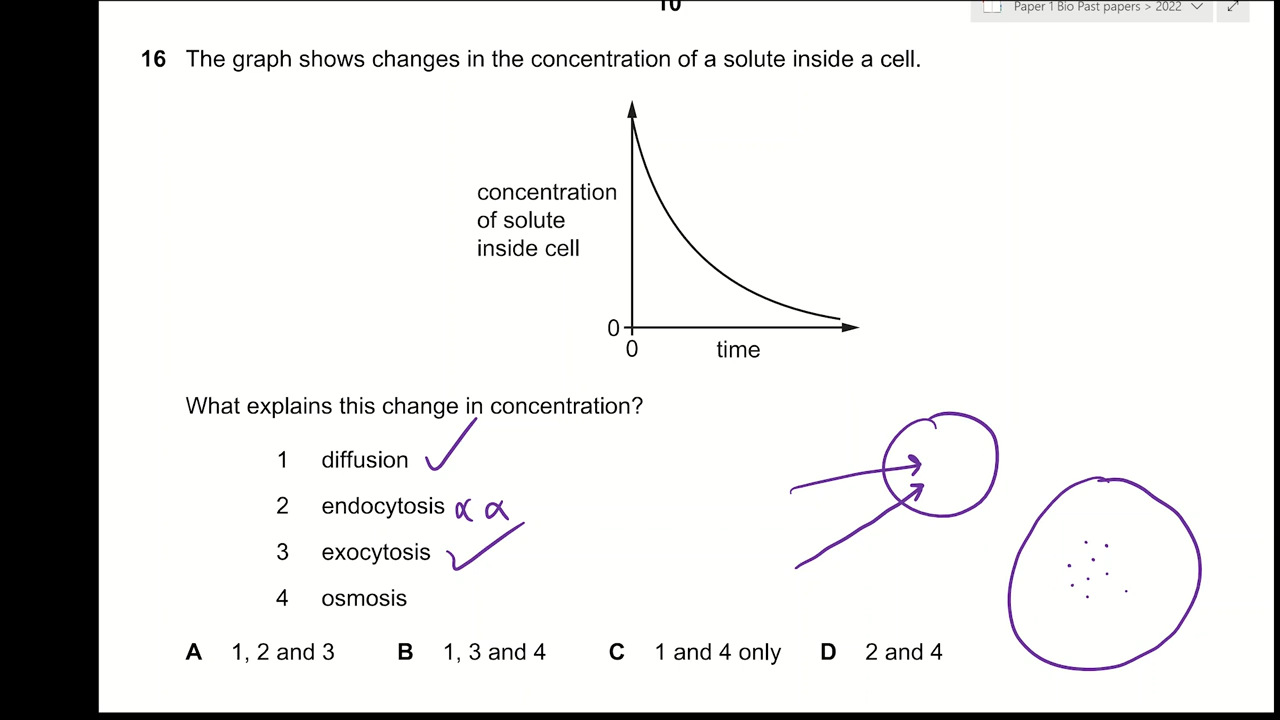 10
Paper 1 Bio Past papers > 2022
16 The graph shows changes in the concentration of a solute inside a cell.
concentration
of solute
inside cell
0
0 time
What explains this change in concentration?
1 diffusion
2 endocytosis
3 exocytosis
4 osmosis
A 1, 2 and 3 B 1, 3 and 4 C 1 and 4 only D 2 and 4